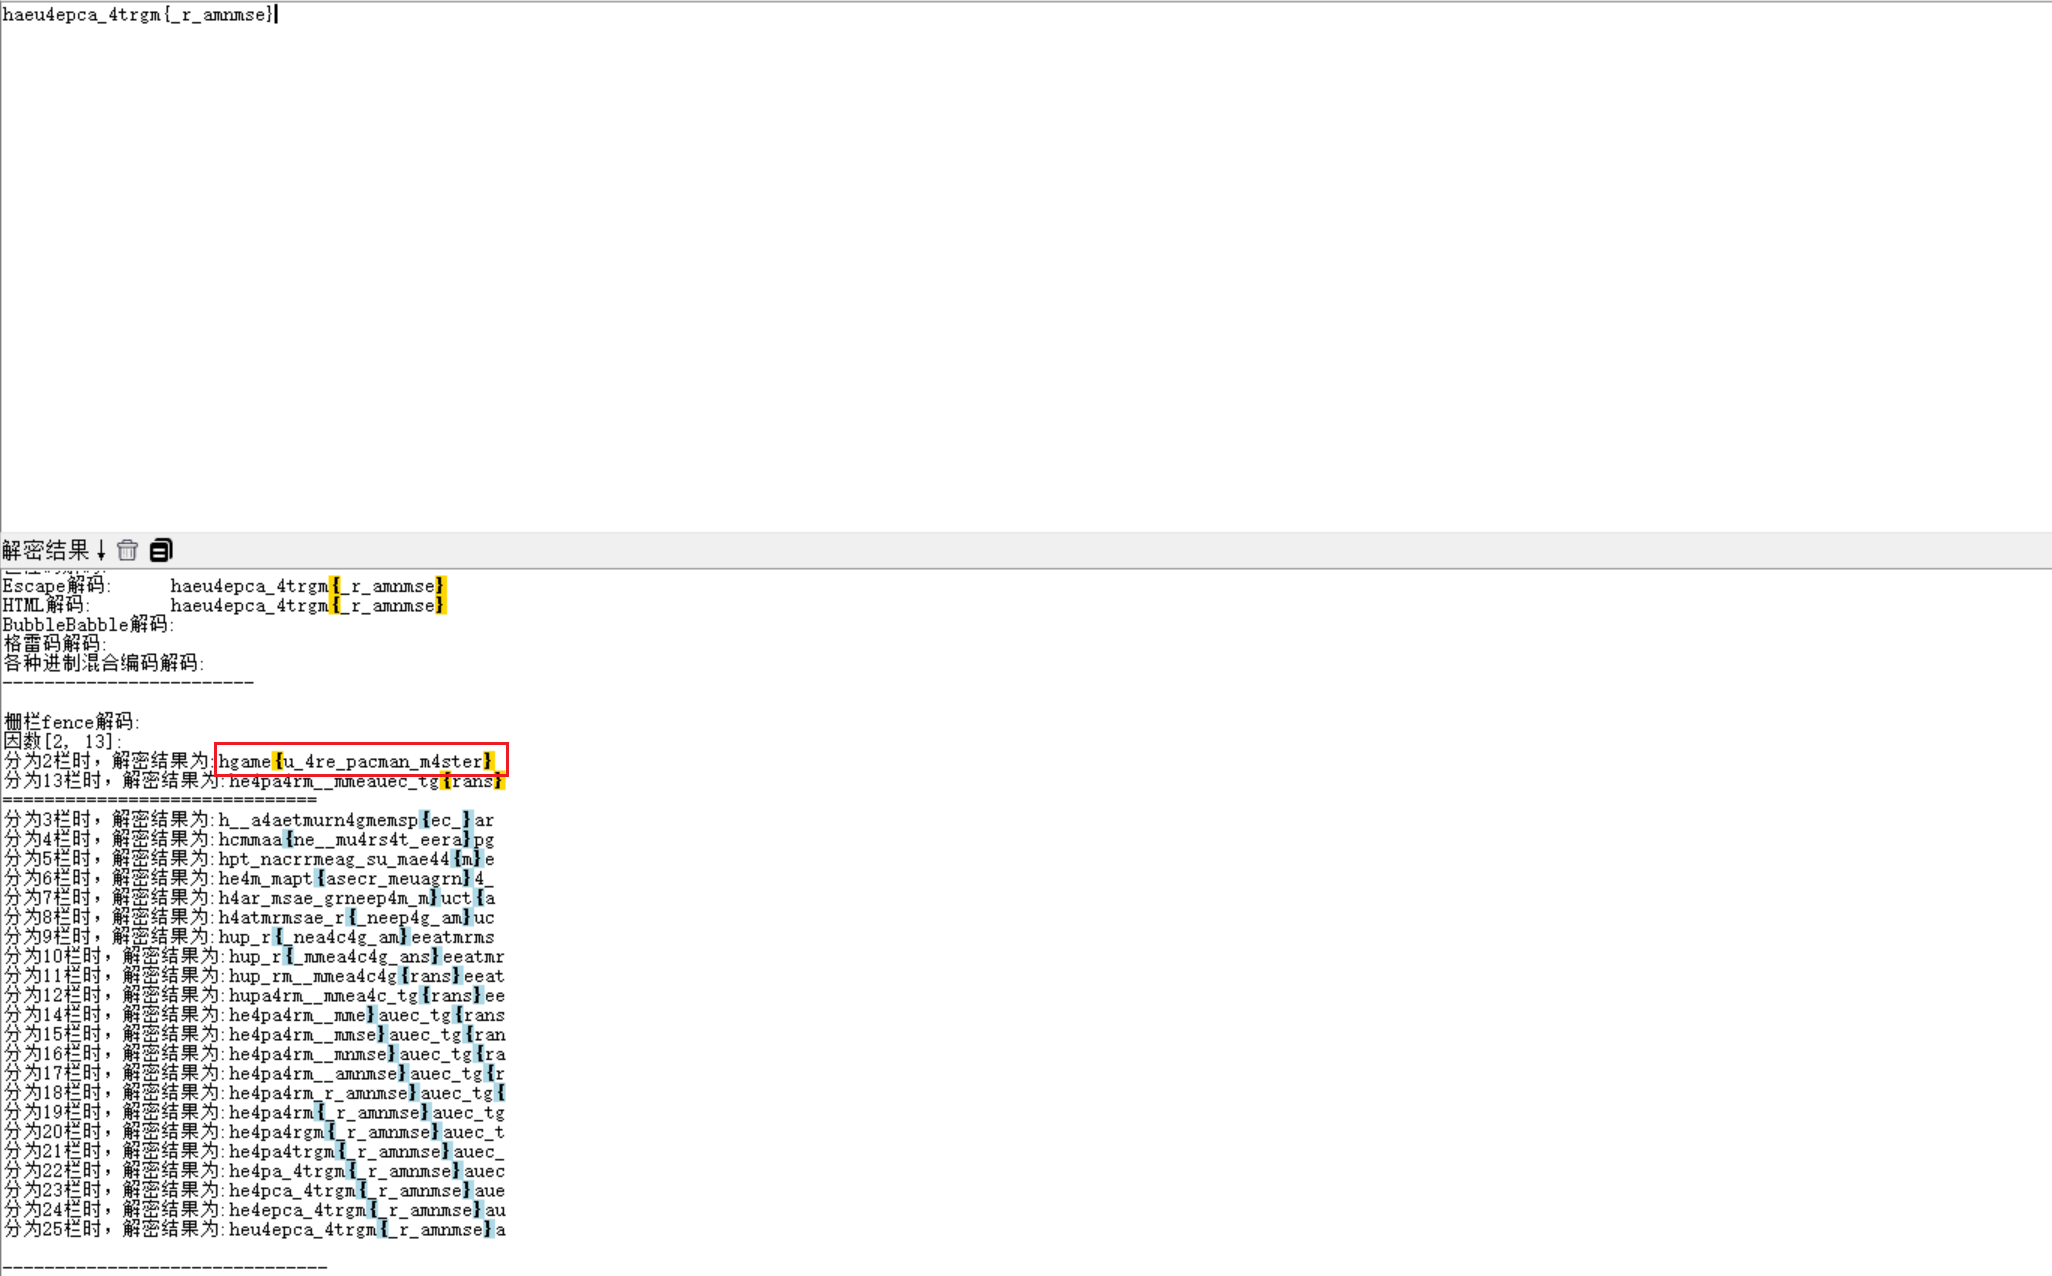 haeu4epca_4trgm{_r_amnmse}
解密结果↓
Escape解码: haeu4epca_4trgm{_r_amnmse}
HTML解码: haeu4epca_4trgm{_r_amnmse}
BubbleBabble解码:
格雷码解码:
各种进制混合编码解码:
------------------------
栅栏fence解码:
因数[2, 13]:
分为2栏时，解密结果为:hgame{u_4re_pacman_m4ster}
分为13栏时，解密结果为:he4pa4rm__mmeauec_tg{rans}
==============================
分为3栏时，解密结果为:h__a4aetmurn4gmemsp{ec_}ar
分为4栏时，解密结果为:hcmmaa{ne__mu4rs4t_eera}pg
分为5栏时，解密结果为:hpt_nacrrmeag_su_mae44{m}e
分为6栏时，解密结果为:he4m_mapt{asecr_meuagrn}4_
分为7栏时，解密结果为:h4ar_msae_grneep4m_m}uct{a
分为8栏时，解密结果为:h4atmrmsae_r{_neep4g_am}uc
分为9栏时，解密结果为:hup_r{_nea4c4g_am}eeatmrms
分为10栏时，解密结果为:hup_r{_mmea4c4g_ans}eeatmr
分为11栏时，解密结果为:hup_rm__mmea4c4g{rans}eeat
分为12栏时，解密结果为:hupa4rm__mmea4c_tg{rans}ee
分为14栏时，解密结果为:he4pa4rm__mme}auec_tg{rans
分为15栏时，解密结果为:he4pa4rm__mmse}auec_tg{ran
分为16栏时，解密结果为:he4pa4rm__mnmse}auec_tg{ra
分为17栏时，解密结果为:he4pa4rm__amnmse}auec_tg{r
分为18栏时，解密结果为:he4pa4rm_r_amnmse}auec_tg{
分为19栏时，解密结果为:he4pa4rm{_r_amnmse}auec_tg
分为20栏时，解密结果为:he4pa4rgm{_r_amnmse}auec_t
分为21栏时，解密结果为:he4pa4trgm{_r_amnmse}auec_
分为22栏时，解密结果为:he4pa_4trgm{_r_amnmse}auec
分为23栏时，解密结果为:he4pca_4trgm{_r_amnmse}aue
分为24栏时，解密结果为:he4epca_4trgm{_r_amnmse}au
分为25栏时，解密结果为:heu4epca_4trgm{_r_amnmse}a
-------------------------------